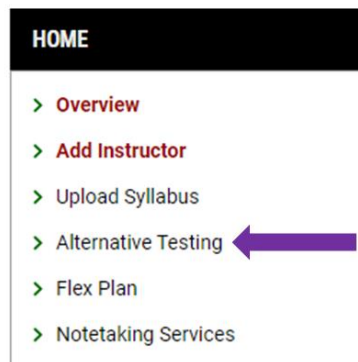 HOME
Overview
Add Instructor
Upload Syllabus
Alternative Testing
Flex Plan
Notetaking Services